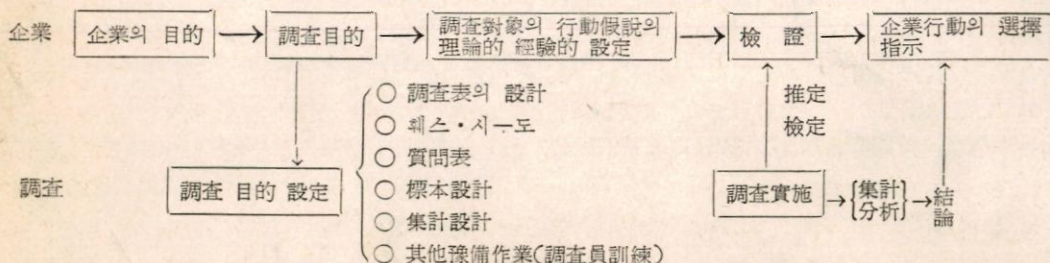 企業 企業의 目的 → 調査目的 → 調査對象의 行動假說의 → 檢 證 → 企業行動의 選擇
理論的 經驗的 設定
指示
○ 調査表의 設計
推定
○ 훼스・시ー도
檢定
○ 質問表
調査 調査 目的 設定
○ 標本設計
調査實施 → {集計 分析} → 結論
○ 集計設計
○ 其他豫備作業(調査員訓練)